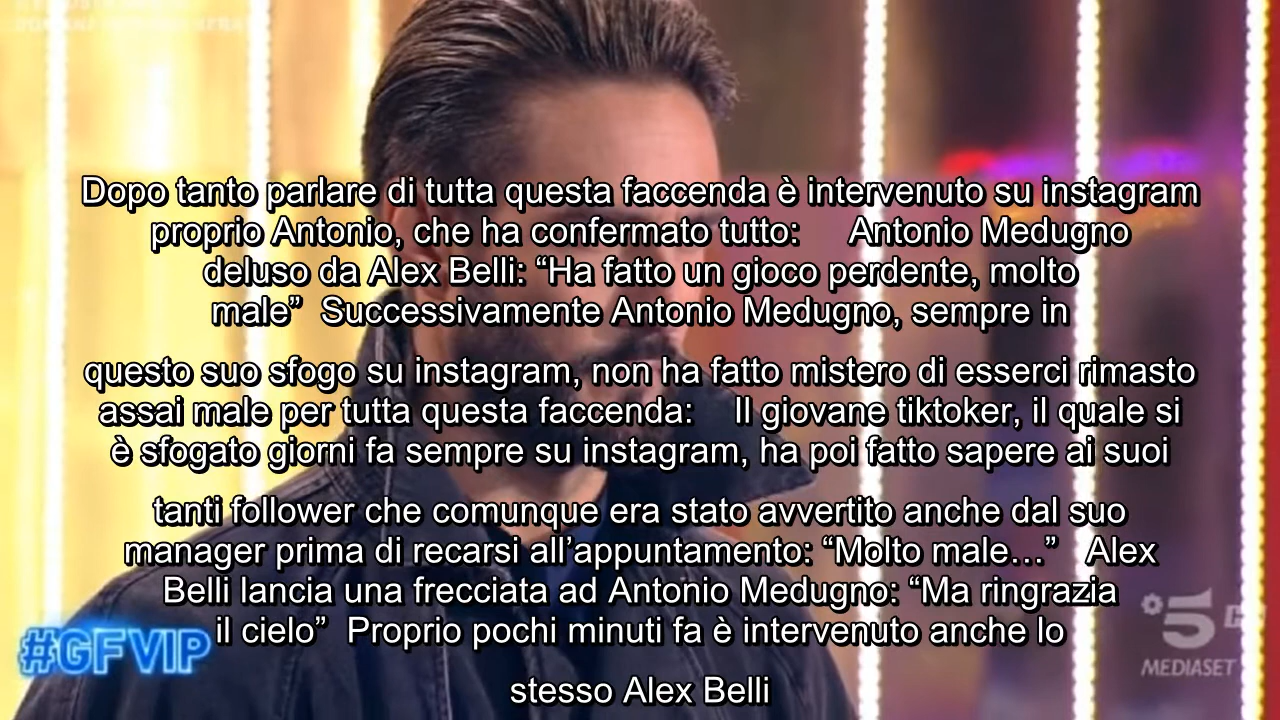 Dopo tanto parlare di tutta questa faccenda è intervenuto su instagram
proprio Antonio, che ha confermato tutto: Antonio Medugno
deluso da Alex Belli: “Ha fatto un gioco perdente, molto
male” Successivamente Antonio Medugno, sempre in
questo suo sfogo su instagram, non ha fatto mistero di esserci rimasto
assai male per tutta questa faccenda: Il giovane tiktoker, il quale si
è sfogato giorni fa sempre su instagram, ha poi fatto sapere ai suoi
tanti follower che comunque era stato avvertito anche dal suo
manager prima di recarsi all’appuntamento: “Molto male…” Alex
Belli lancia una frecciata ad Antonio Medugno: “Ma ringrazia
il cielo” Proprio pochi minuti fa è intervenuto anche lo
stesso Alex Belli
#GFVIP
5
MEDIASET